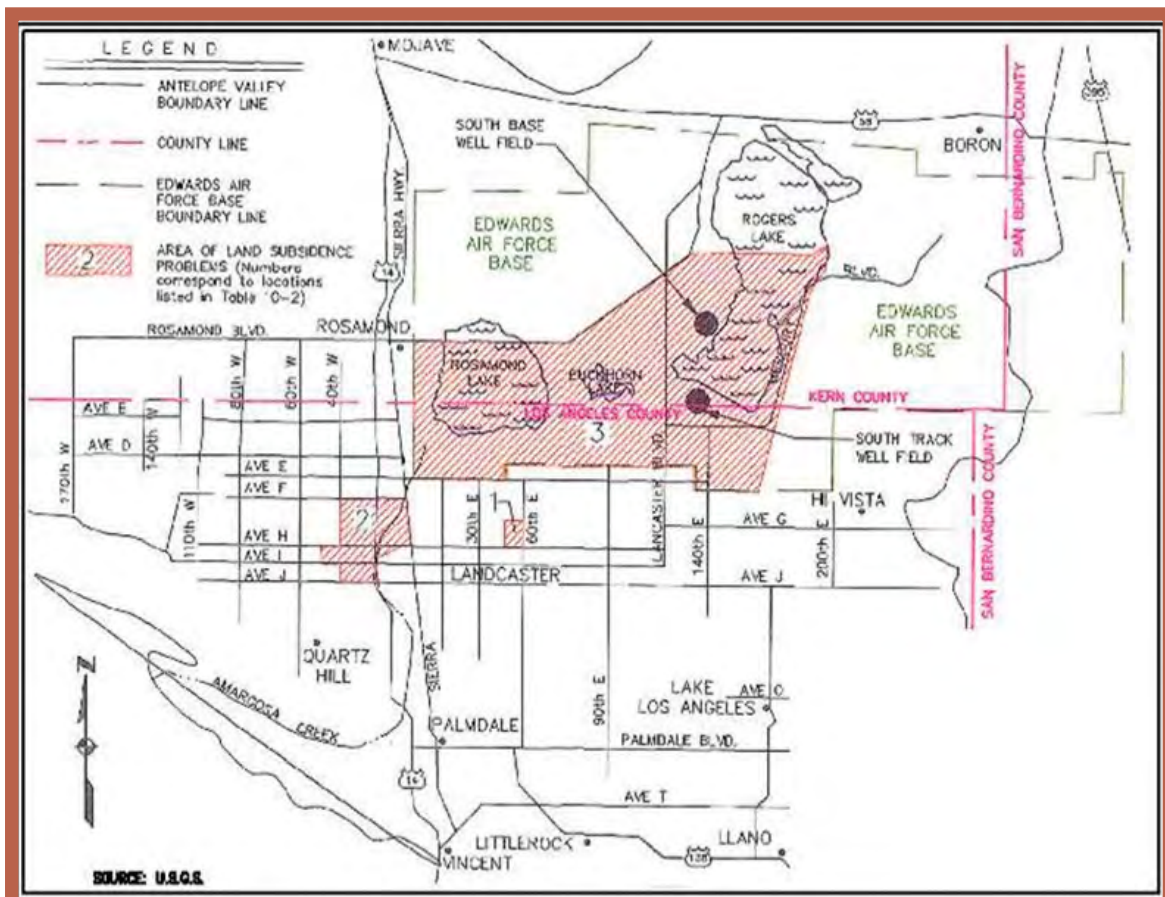 LEGEND
ANTELOPE VALLEY
BOUNDARY LINE
COUNTY LINE
EDWARDS AIR
FORCE BASE
BOUNDARY LINE
2
AREA OF LAND SUBSIDENCE
PROBLEMS (Numbers
correspond to locations
listed in Table 10-2)
MOJAVE
SOUTH BASE
WELL FIELD
58
BORON
395
SAN BERNARDINO COUNTY
SIERRA HWY.
14
EDWARDS
AIR FORCE
BASE
ROGERS
LAKE
BLVD.
MERCURY
EDWARDS
AIR FORCE
BASE
ROSAMOND BLVD.
ROSAMOND
ROSAMOND
LAKE
BUCKHORN
LAKE
LOS ANGELES COUNTY
KERN COUNTY
3
SOUTH TRACK
WELL FIELD
80th W
60th W
40th W
AVE B
140th W
AVE D
170th W
AVE E
AVE F
110th W
AVE H
AVE I
AVE J
2
1
30th E
60th E
LANCASTER BLVD
140th E
HI VISTA
AVE G
200th E
LANDCASTER
AVE J
SAN BERNARDINO COUNTY
QUARTZ
HILL
AMARGOSA
CREEK
SIERRA
90th E
LAKE
LOS ANGELES
AVE O
PALMDALE
PALMDALE BLVD.
N
14
AVE T
LITTLEROCK
VINCENT
138
LLANO
SOURCE: U.S.G.S.